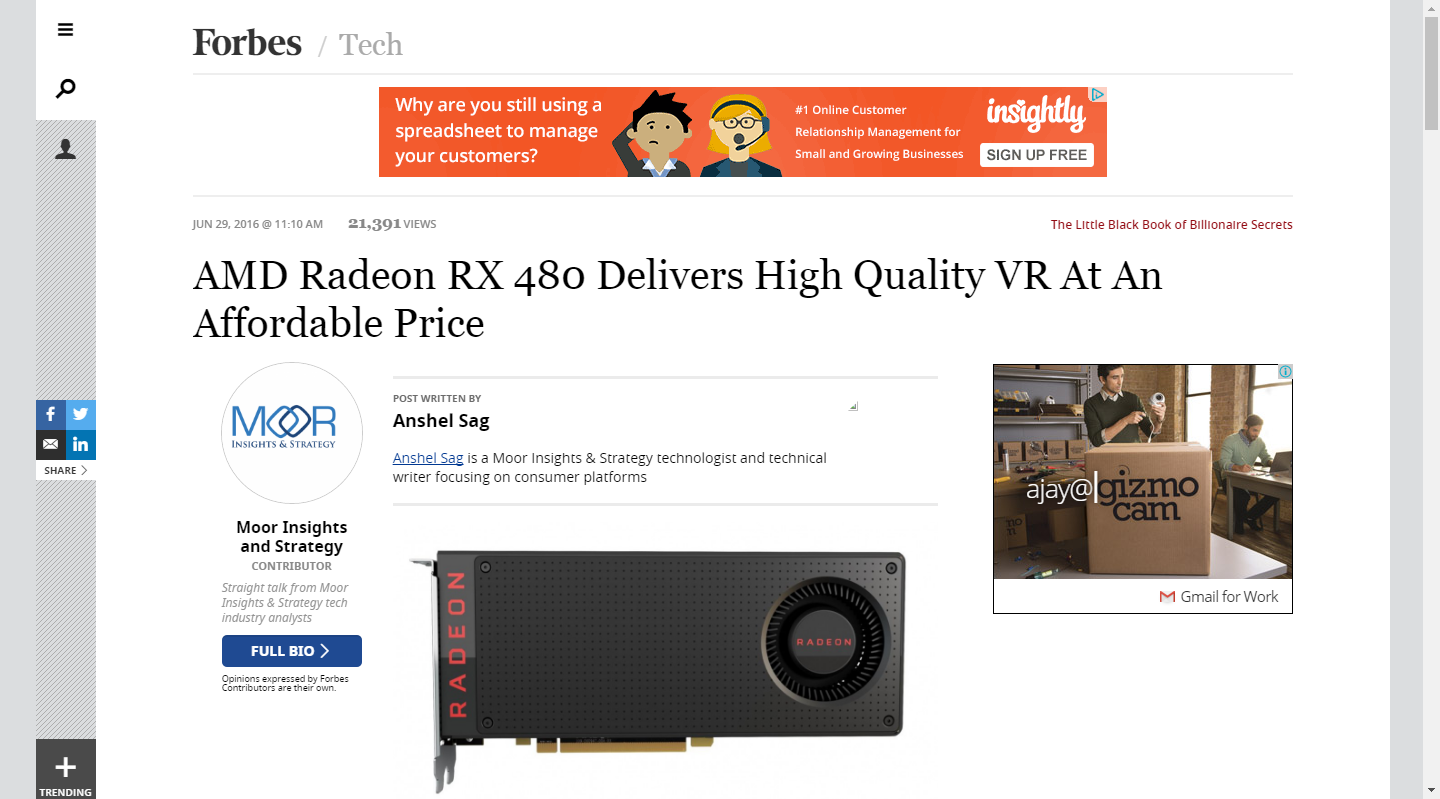 Forbes / Tech
Why are you still using a
spreadsheet to manage
your customers?
#1 Online Customer
Relationship Management for
Small and Growing Businesses
insightly
SIGN UP FREE
JUN 29, 2016 @ 11:10 AM 21,391 VIEWS
The Little Black Book of Billionaire Secrets
AMD Radeon RX 480 Delivers High Quality VR At An
Affordable Price
MOOR
INSIGHTS & STRATEGY
Moor Insights
and Strategy
CONTRIBUTOR
Straight talk from Moor
Insights & Strategy tech
industry analysts
FULL BIO
Opinions expressed by Forbes
Contributors are their own.
POST WRITTEN BY
Anshel Sag
Anshel Sag is a Moor Insights & Strategy technologist and technical
writer focusing on consumer platforms
RADEON
RADEON
ajay@gizmo
cam
Gmail for Work
SHARE
TRENDING